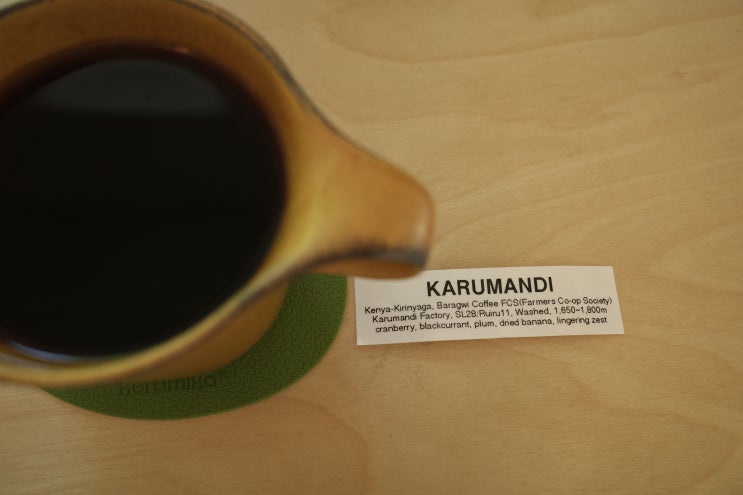 KARUMANDI
Kenya-Kirinyaga, Baragwi Coffee FCS(Farmers Co-op Society)
Karumandi Factory, SL28/Ruiru11, Washed, 1,650~1,800m
cranberry, blackcurrant, plum, dried banana, lingering zest
keramika